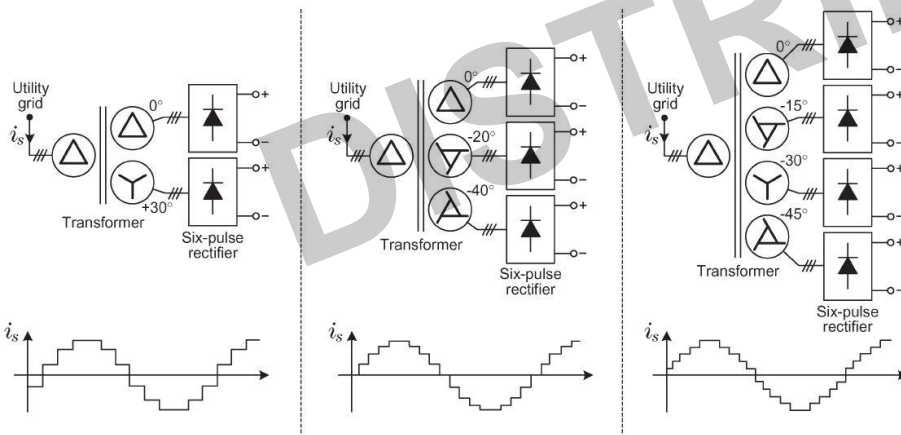 Utility
grid
i_s
0°
+30°
+
−
+
−
Transformer
Six-pulse
rectifier
i_s
Utility
grid
i_s
0°
-20°
-40°
+
−
+
−
+
−
Transformer
Six-pulse
rectifier
i_s
Utility
grid
i_s
0°
-15°
-30°
-45°
+
−
+
−
+
−
+
−
Transformer
Six-pulse
rectifier
i_s